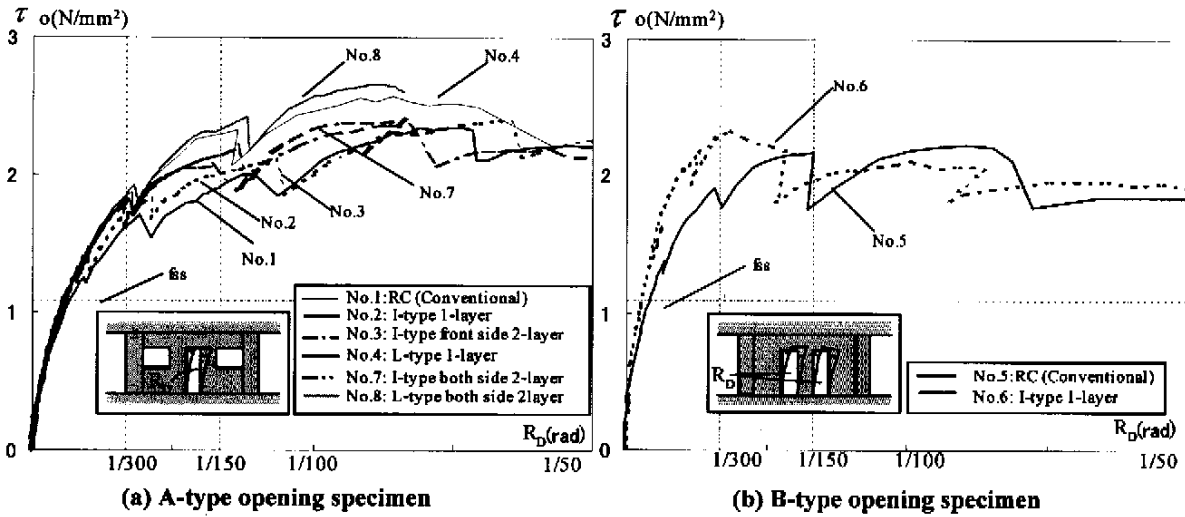 τ o(N/mm²)
3
2
1
0
No.8
No.4
No.7
No.3
No.2
No.1
fss
R_D
No.1:RC (Conventional)
No.2: I-type 1-layer
No.3: I-type front side 2-layer
No.4: L-type 1-layer
No.7: I-type both side 2-layer
No.8: L-type both side 2layer
R_D(rad)
1/300 1/150 1/100 1/50
(a) A-type opening specimen
τ o(N/mm²)
3
2
1
0
No.6
No.5
fss
R_D
No.5:RC (Conventional)
No.6: I-type 1-layer
R_D(rad)
1/300 1/150 1/100 1/50
(b) B-type opening specimen